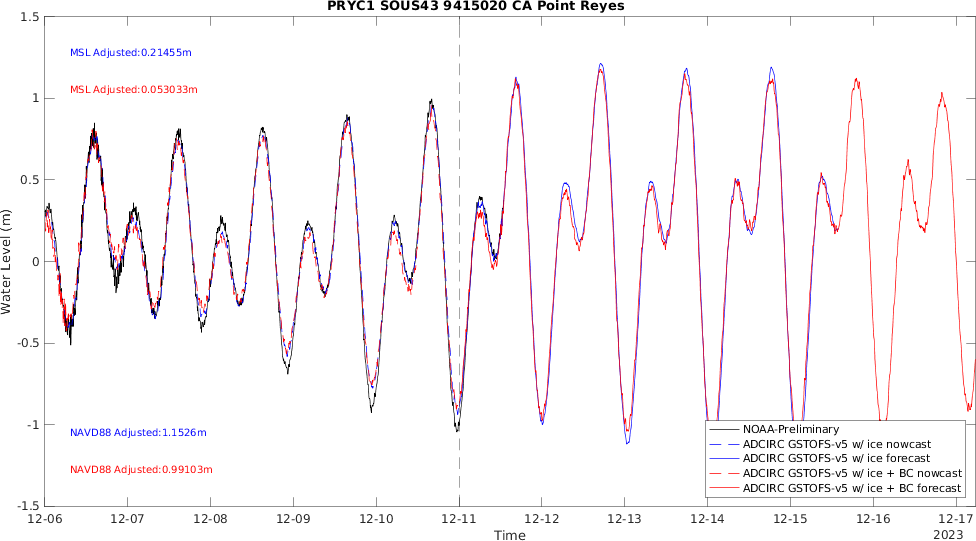 PRYC1 SOUS43 9415020 CA Point Reyes
1.5
1
0.5
0
-0.5
-1
-1.5
Water Level (m)
MSL Adjusted:0.21455m
MSL Adjusted:0.053033m
NAVD88 Adjusted:1.1526m
NAVD88 Adjusted:0.99103m
NOAA-Preliminary
ADCIRC GSTOFS-v5 w/ ice nowcast
ADCIRC GSTOFS-v5 w/ ice forecast
ADCIRC GSTOFS-v5 w/ ice + BC nowcast
ADCIRC GSTOFS-v5 w/ ice + BC forecast
12-06 12-07 12-08 12-09 12-10 12-11 12-12 12-13 12-14 12-15 12-16 12-17
Time
2023